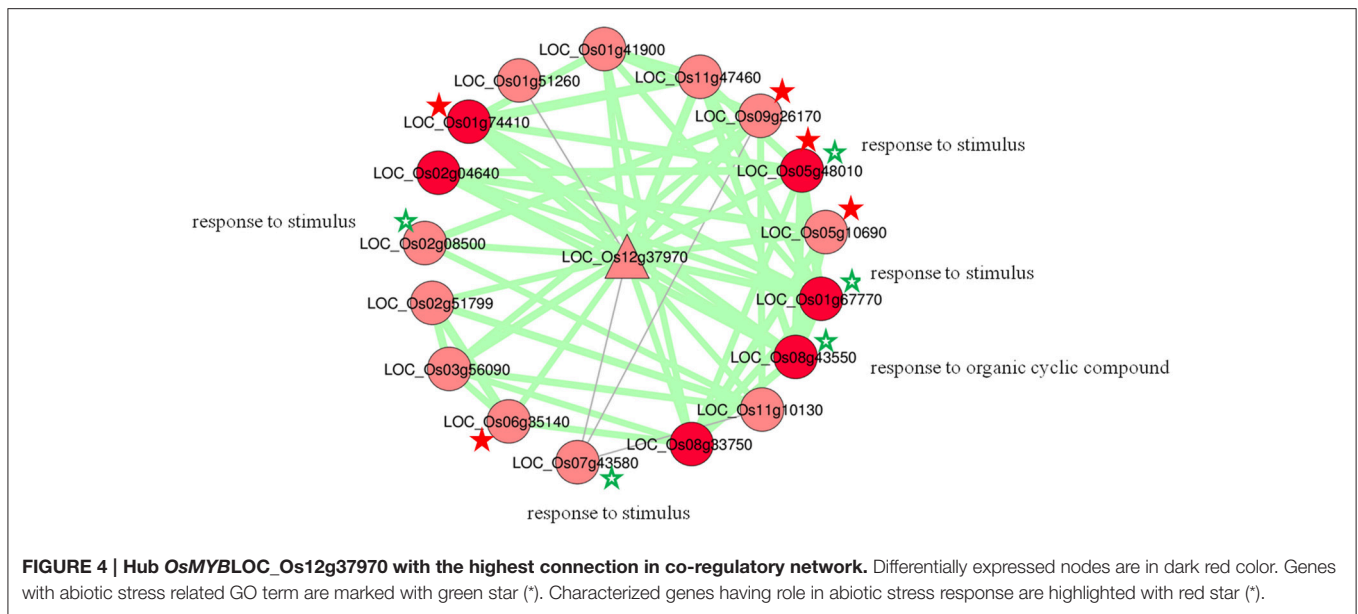 LOC_Os01g41900
LOC_Os01g51260
LOC_Os11g47460
LOC_Os09g26170
LOC_Os01g74410
response to stimulus
LOC_Os05g48010
LOC_Os02g04640
response to stimulus
LOC_Os02g08500
LOC_Os05g10690
LOC_Os12g37970
response to stimulus
LOC_Os02g51799
LOC_Os01g67770
LOC_Os08g43550
response to organic cyclic compound
LOC_Os03g56090
LOC_Os11g10130
LOC_Os06g35140
LOC_Os08g33750
LOC_Os07g43580
response to stimulus
FIGURE 4 | Hub OsMYBLOC_Os12g37970 with the highest connection in co-regulatory network. Differentially expressed nodes are in dark red color. Genes
with abiotic stress related GO term are marked with green star (*). Characterized genes having role in abiotic stress response are highlighted with red star (*).